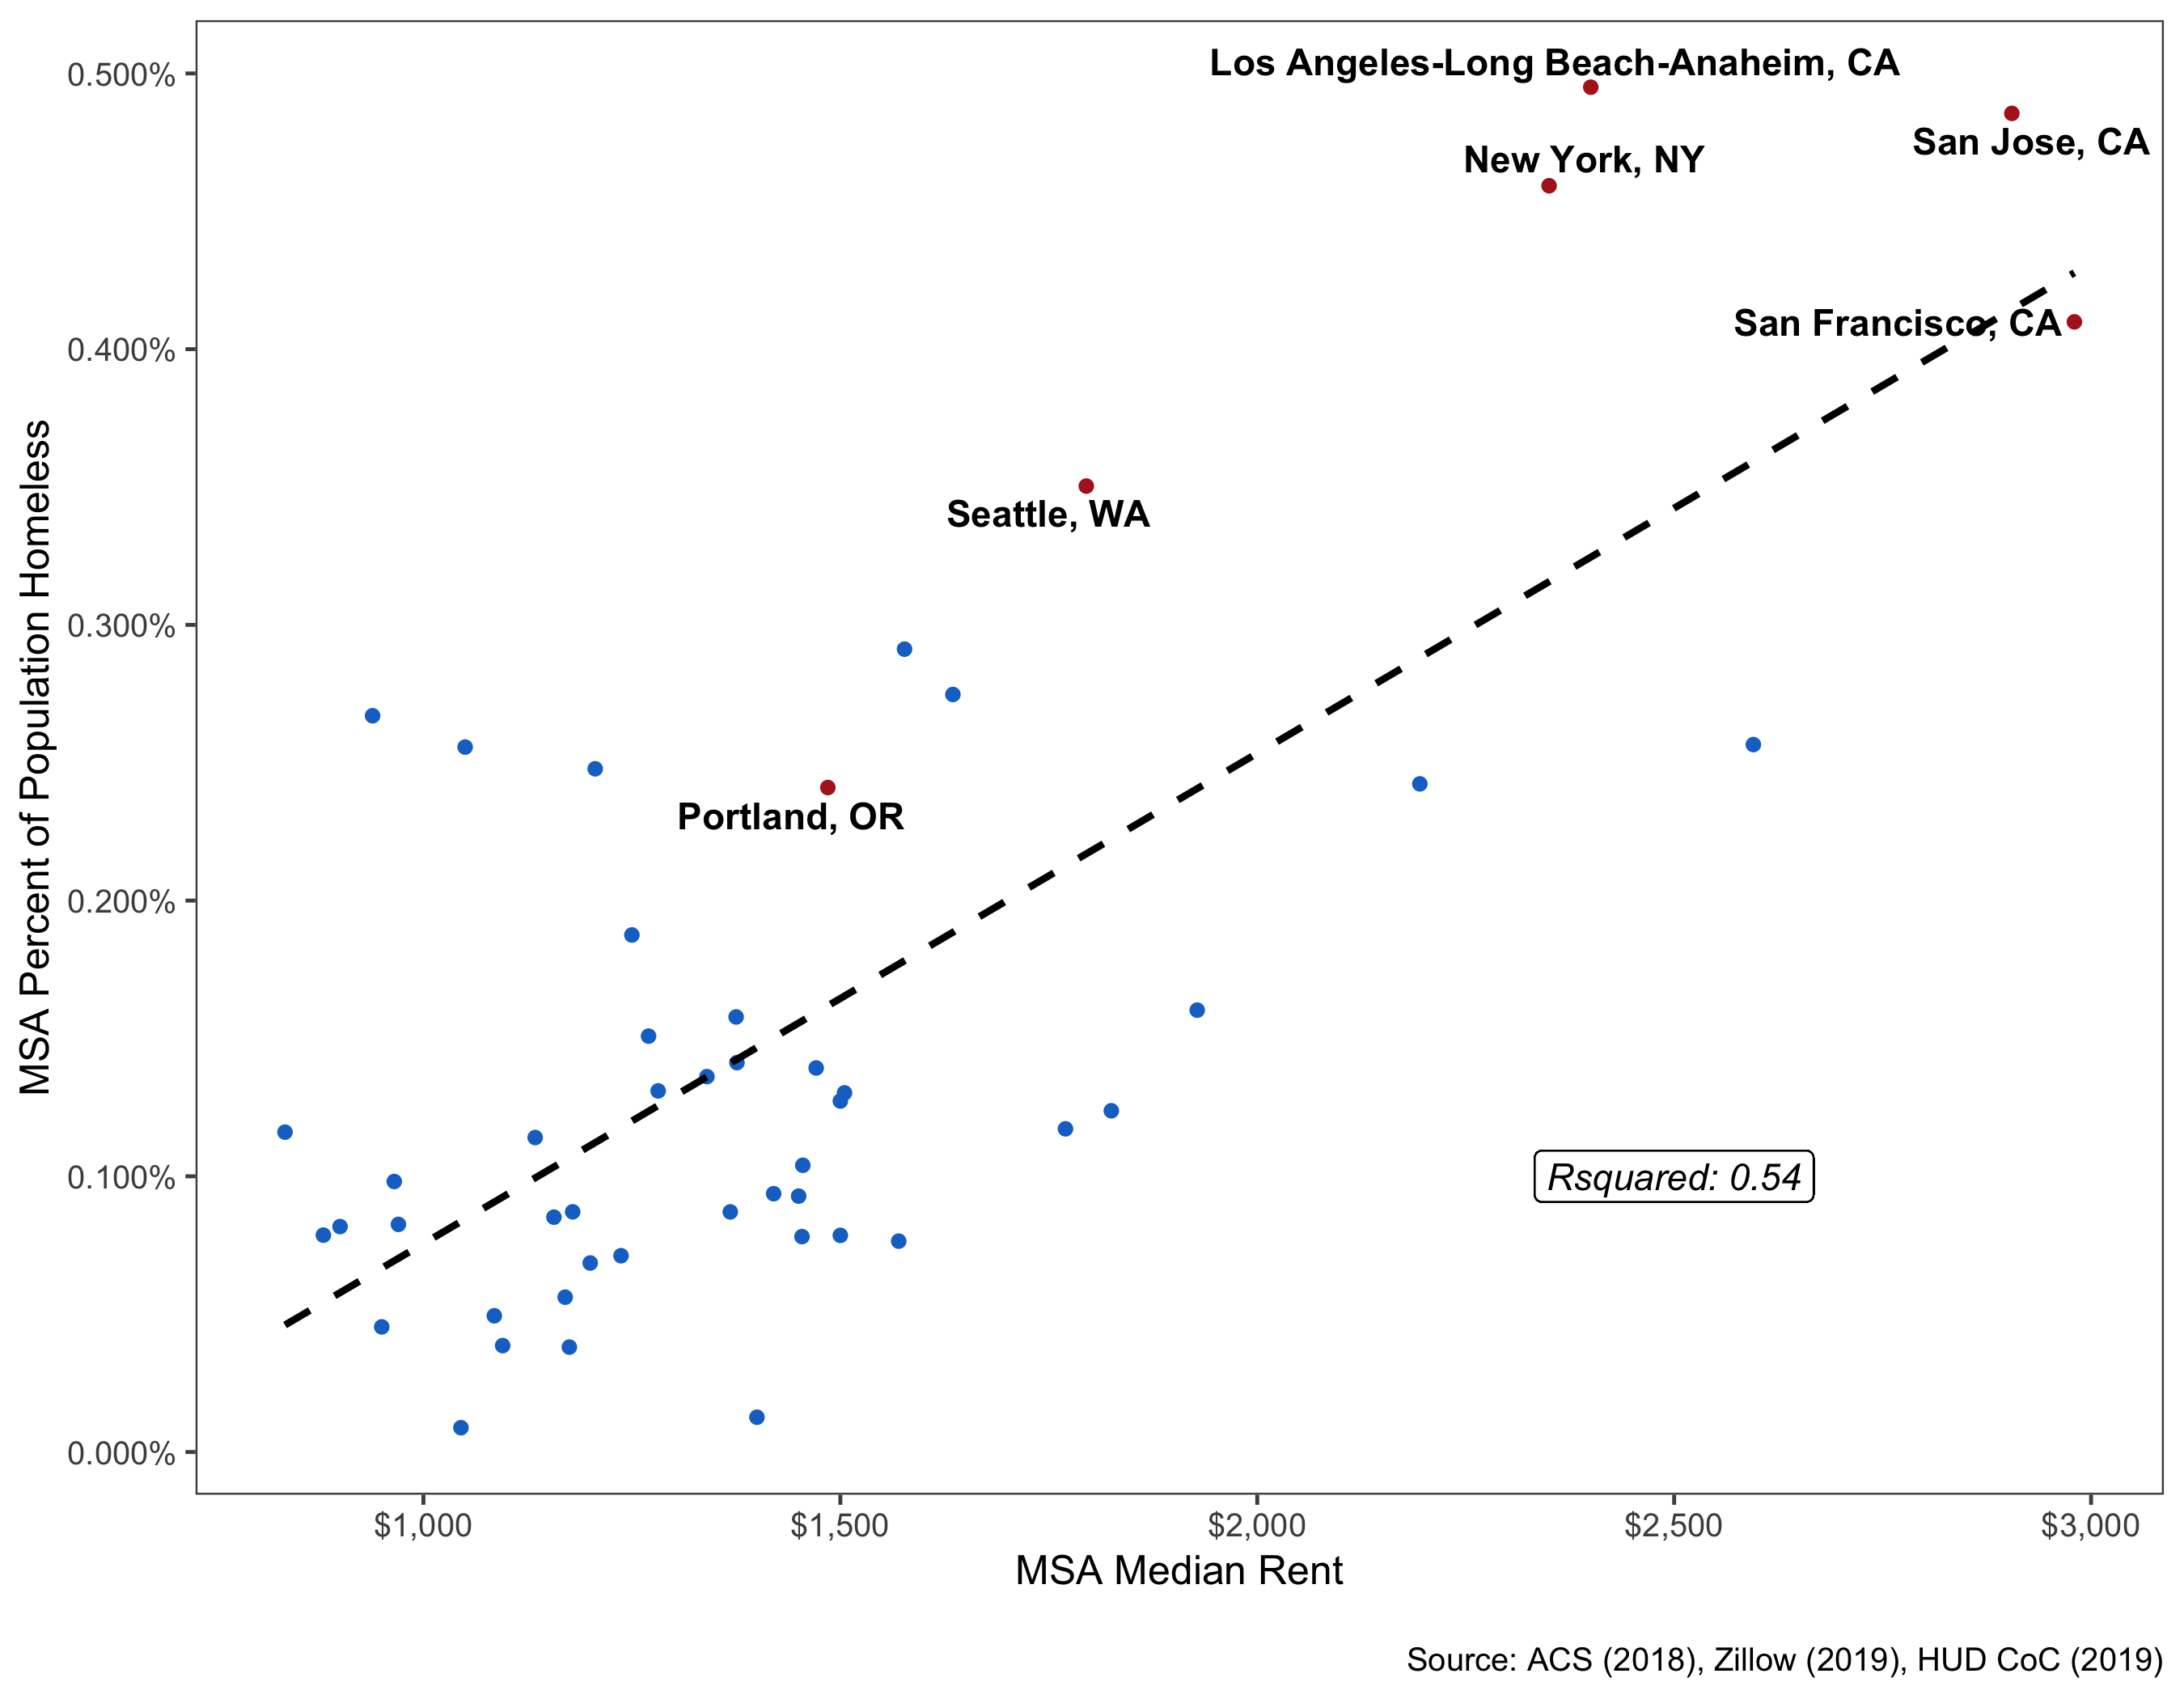 Los Angeles-Long Beach-Anaheim, CA
San Jose, CA
New York, NY
San Francisco, CA
Seattle, WA
Portland, OR
Rsquared: 0.54
MSA Percent of Population Homeless
0.500%
0.400%
0.300%
0.200%
0.100%
0.000%
$1,000
$1,500
$2,000
$2,500
$3,000
MSA Median Rent
Source: ACS (2018), Zillow (2019), HUD CoC (2019)